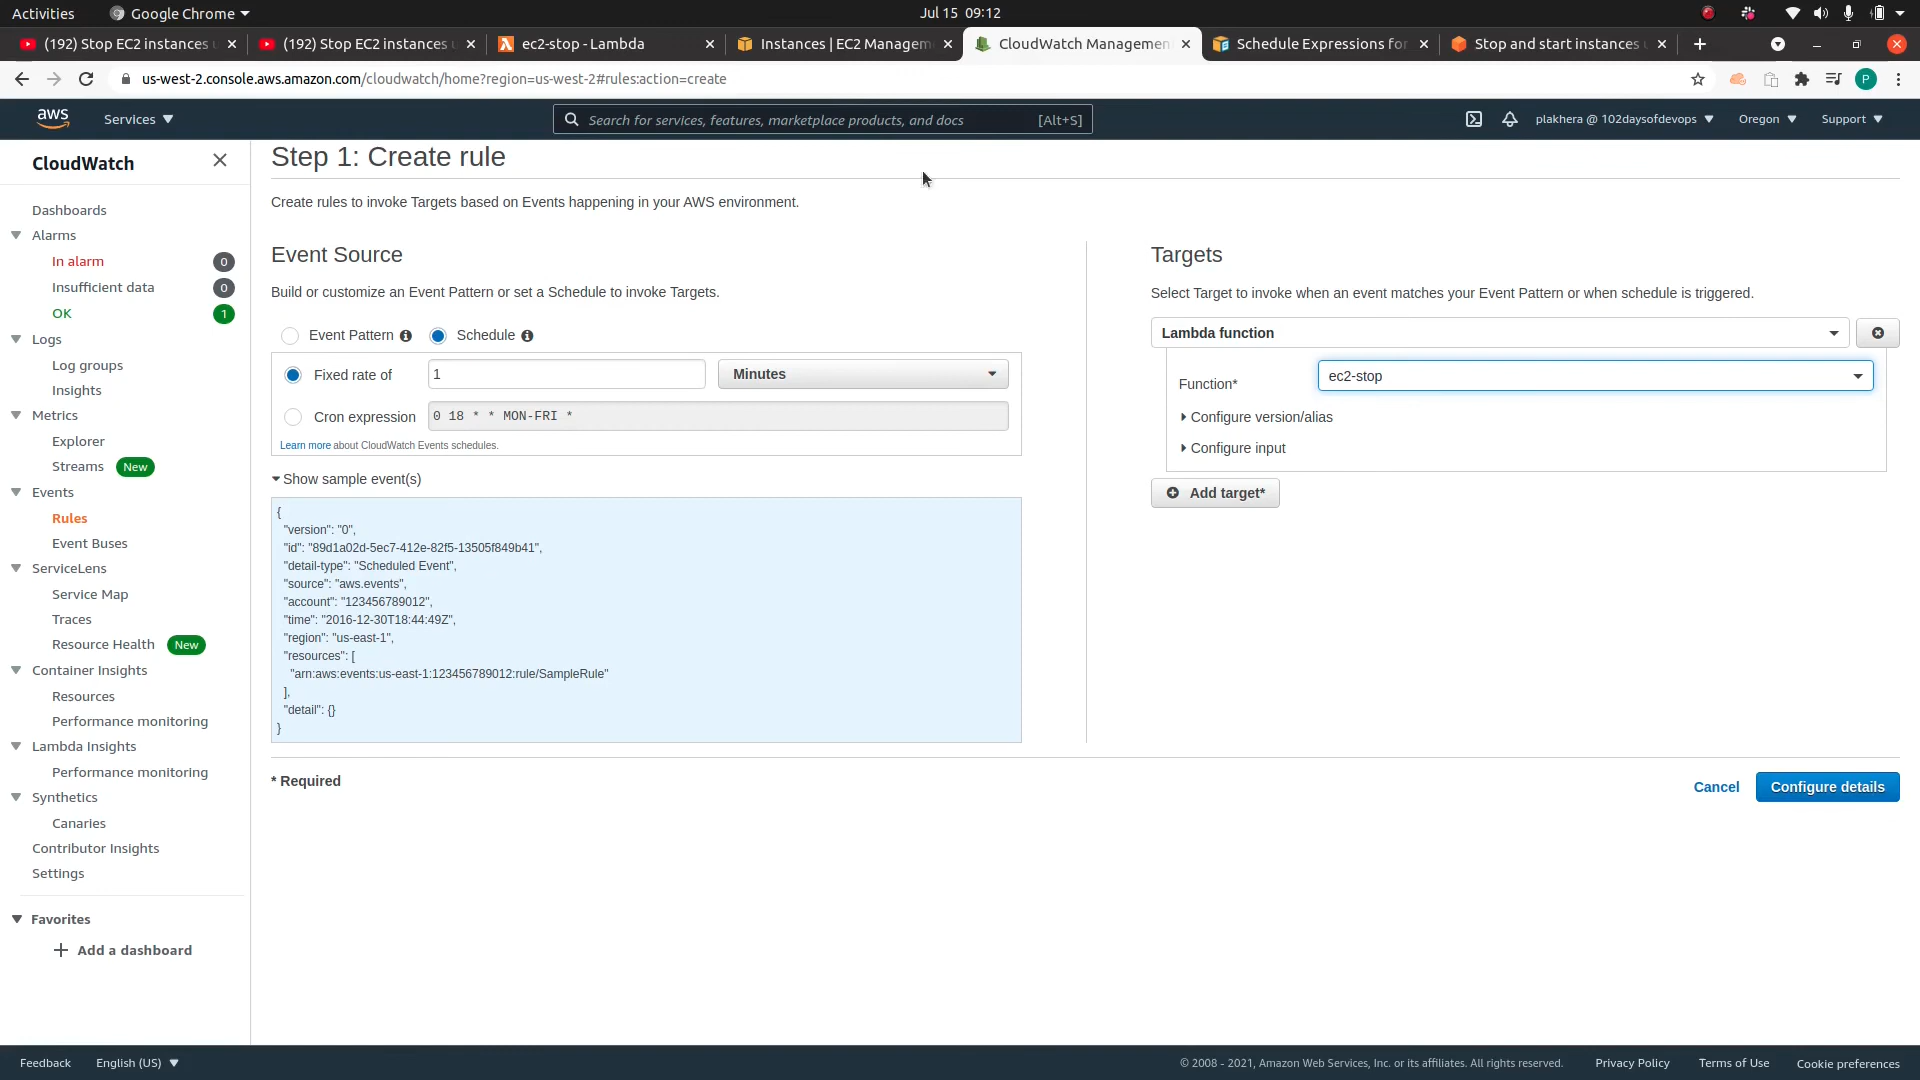 Activities
Google Chrome
Jul 15 09:12
(192) Stop EC2 instances
(192) Stop EC2 instances
ec2-stop - Lambda
Instances | EC2 Managem
CloudWatch Managemen
Schedule Expressions for
Stop and start instances
us-west-2.console.aws.amazon.com/cloudwatch/home?region=us-west-2#rules:action=create
P
aws
Services
Search for services, features, marketplace products, and docs
[Alt+S]
plakhera @ 102daysofdevops
Oregon
Support
CloudWatch
Dashboards
Alarms
In alarm 0
Insufficient data 0
OK 1
Logs
Log groups
Insights
Metrics
Explorer
Streams New
Events
Rules
Event Buses
ServiceLens
Service Map
Traces
Resource Health New
Container Insights
Resources
Performance monitoring
Lambda Insights
Performance monitoring
Synthetics
Canaries
Contributor Insights
Settings
Favorites
Add a dashboard
Step 1: Create rule
Create rules to invoke Targets based on Events happening in your AWS environment.
Event Source
Build or customize an Event Pattern or set a Schedule to invoke Targets.
Event Pattern Schedule
Fixed rate of 1 Minutes
Cron expression 0 18 * * MON-FRI *
Learn more about CloudWatch Events schedules.
Show sample event(s)
{
"version": "0",
"id": "89d1a02d-5ec7-412e-82f5-13505f849b41",
"detail-type": "Scheduled Event",
"source": "aws.events",
"account": "123456789012",
"time": "2016-12-30T18:44:49Z",
"region": "us-east-1",
"resources": [
"arn:aws:events:us-east-1:123456789012:rule/SampleRule"
],
"detail": {}
}
Targets
Select Target to invoke when an event matches your Event Pattern or when schedule is triggered.
Lambda function
Function* ec2-stop
Configure version/alias
Configure input
Add target*
* Required
Cancel
Configure details
Feedback
English (US)
© 2008 - 2021, Amazon Web Services, Inc. or its affiliates. All rights reserved.
Privacy Policy
Terms of Use
Cookie preferences